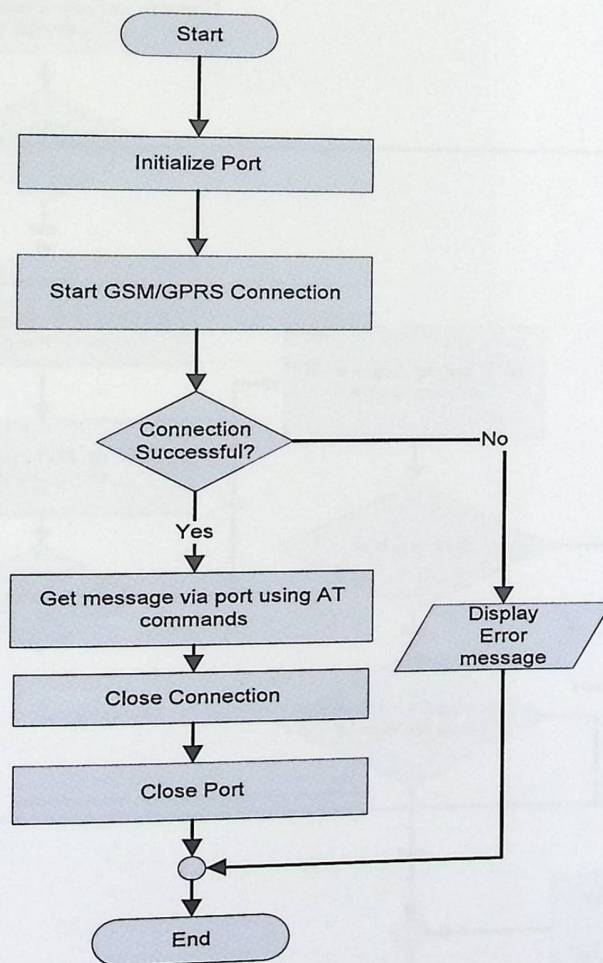 Start
Initialize Port
Start GSM/GPRS Connection
Connection
Successful?
No
Yes
Get message via port using AT
commands
Display
Error
message
Close Connection
Close Port
End